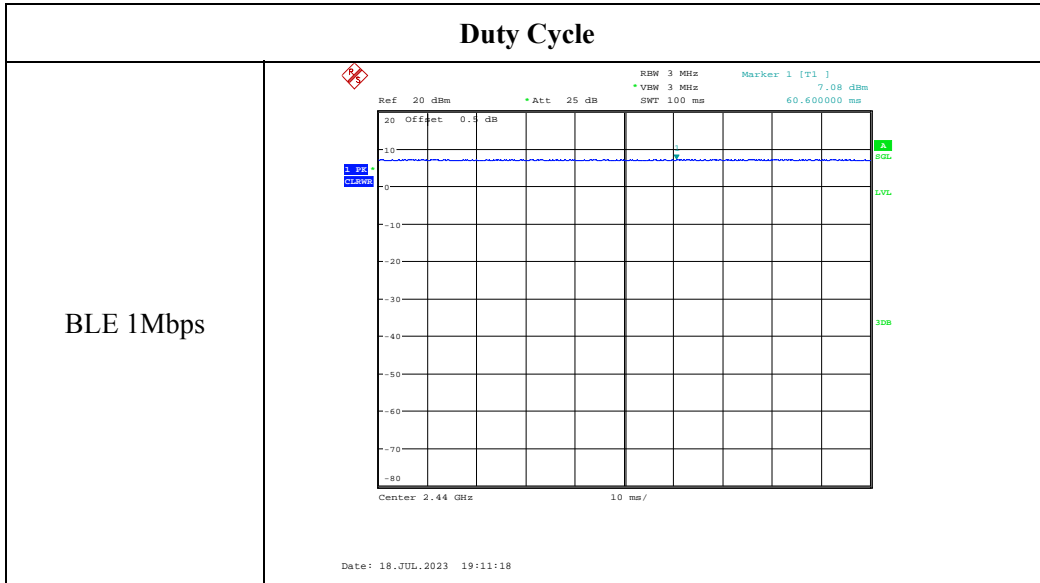 Duty Cycle
BLE 1Mbps
R S
RBW 3 MHz Marker 1 [T1 ]
* VBW 3 MHz 7.08 dBm
Ref 20 dBm * Att 25 dB SWT 100 ms 60.600000 ms
20 Offset 0.5 dB
A
10 1 SGL
1 PK *
CLRWR
0 LVL
-10
-20
-30
3DB
-40
-50
-60
-70
-80
Center 2.44 GHz 10 ms/
Date: 18.JUL.2023 19:11:18